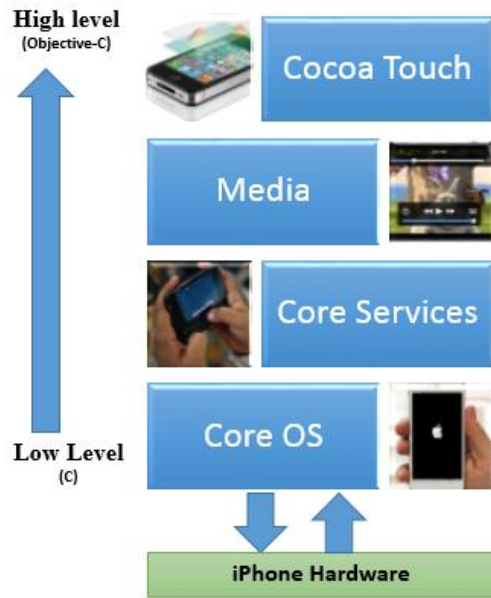 High level
(Objective-C)
Cocoa Touch
Media
Core Services
Core OS
Low Level
(C)
iPhone Hardware